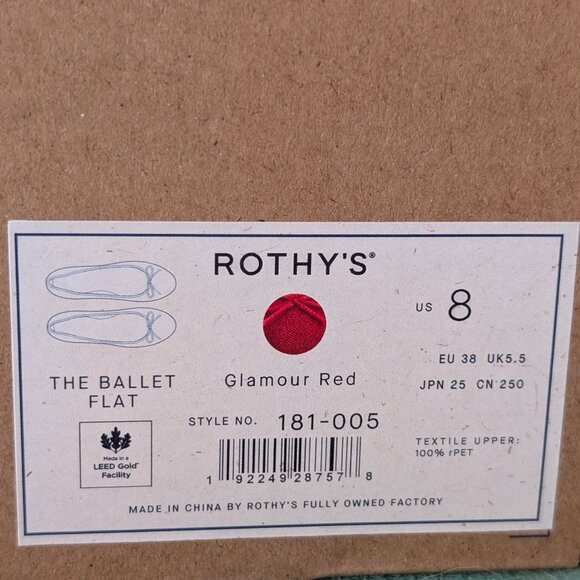 ROTHY'S®
US 8
EU 38 UK5.5
JPN 25 CN 250
THE BALLET
FLAT
Glamour Red
STYLE NO. 181-005
TEXTILE UPPER:
100% rPET
Made in a
LEED Gold®
Facility
1 92249 28757 8
MADE IN CHINA BY ROTHY'S FULLY OWNED FACTORY